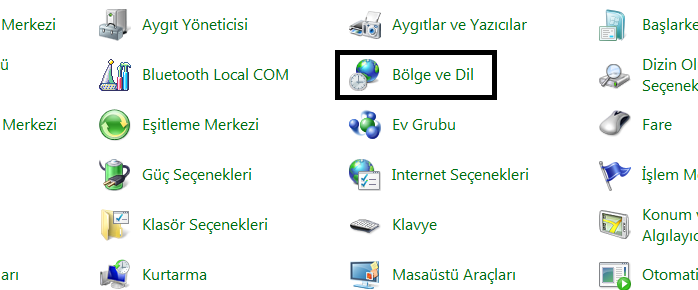 Merkezi
Aygıt Yöneticisi
Aygıtlar ve Yazıcılar
Başlarke
ü
Bluetooth Local COM
Bölge ve Dil
Dizin Ol
Seçenek
Merkezi
Eşitleme Merkezi
Ev Grubu
Fare
Güç Seçenekleri
Internet Seçenekleri
İşlem M
Klasör Seçenekleri
Klavye
Konum v
Algılayıc
arı
Kurtarma
Masaüstü Araçları
Otomati